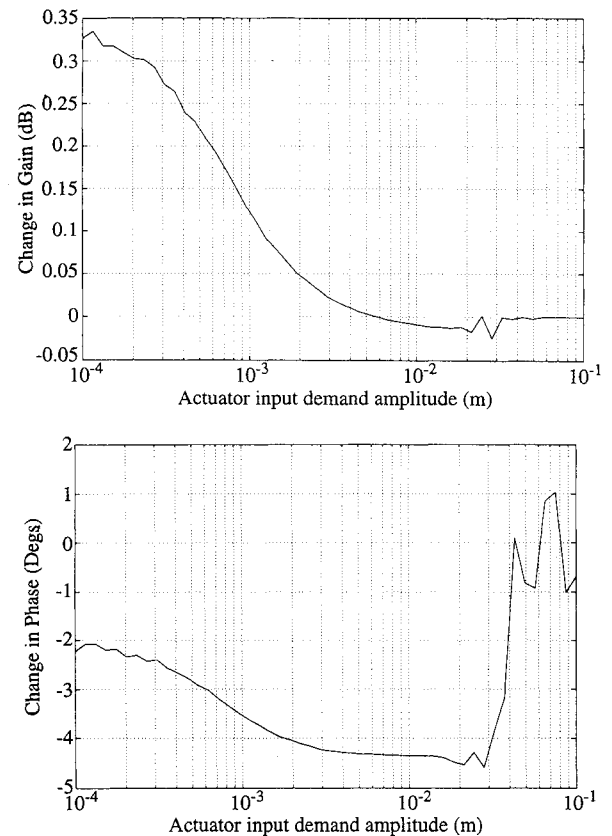 0.35
0.3
0.25
0.2
0.15
0.1
0.05
0
-0.05
Change in Gain (dB)
10-4 10-3 10-2 10-1
Actuator input demand amplitude (m)
2
1
0
-1
-2
-3
-4
-5
Change in Phase (Degs)
10-4 10-3 10-2 10-1
Actuator input demand amplitude (m)